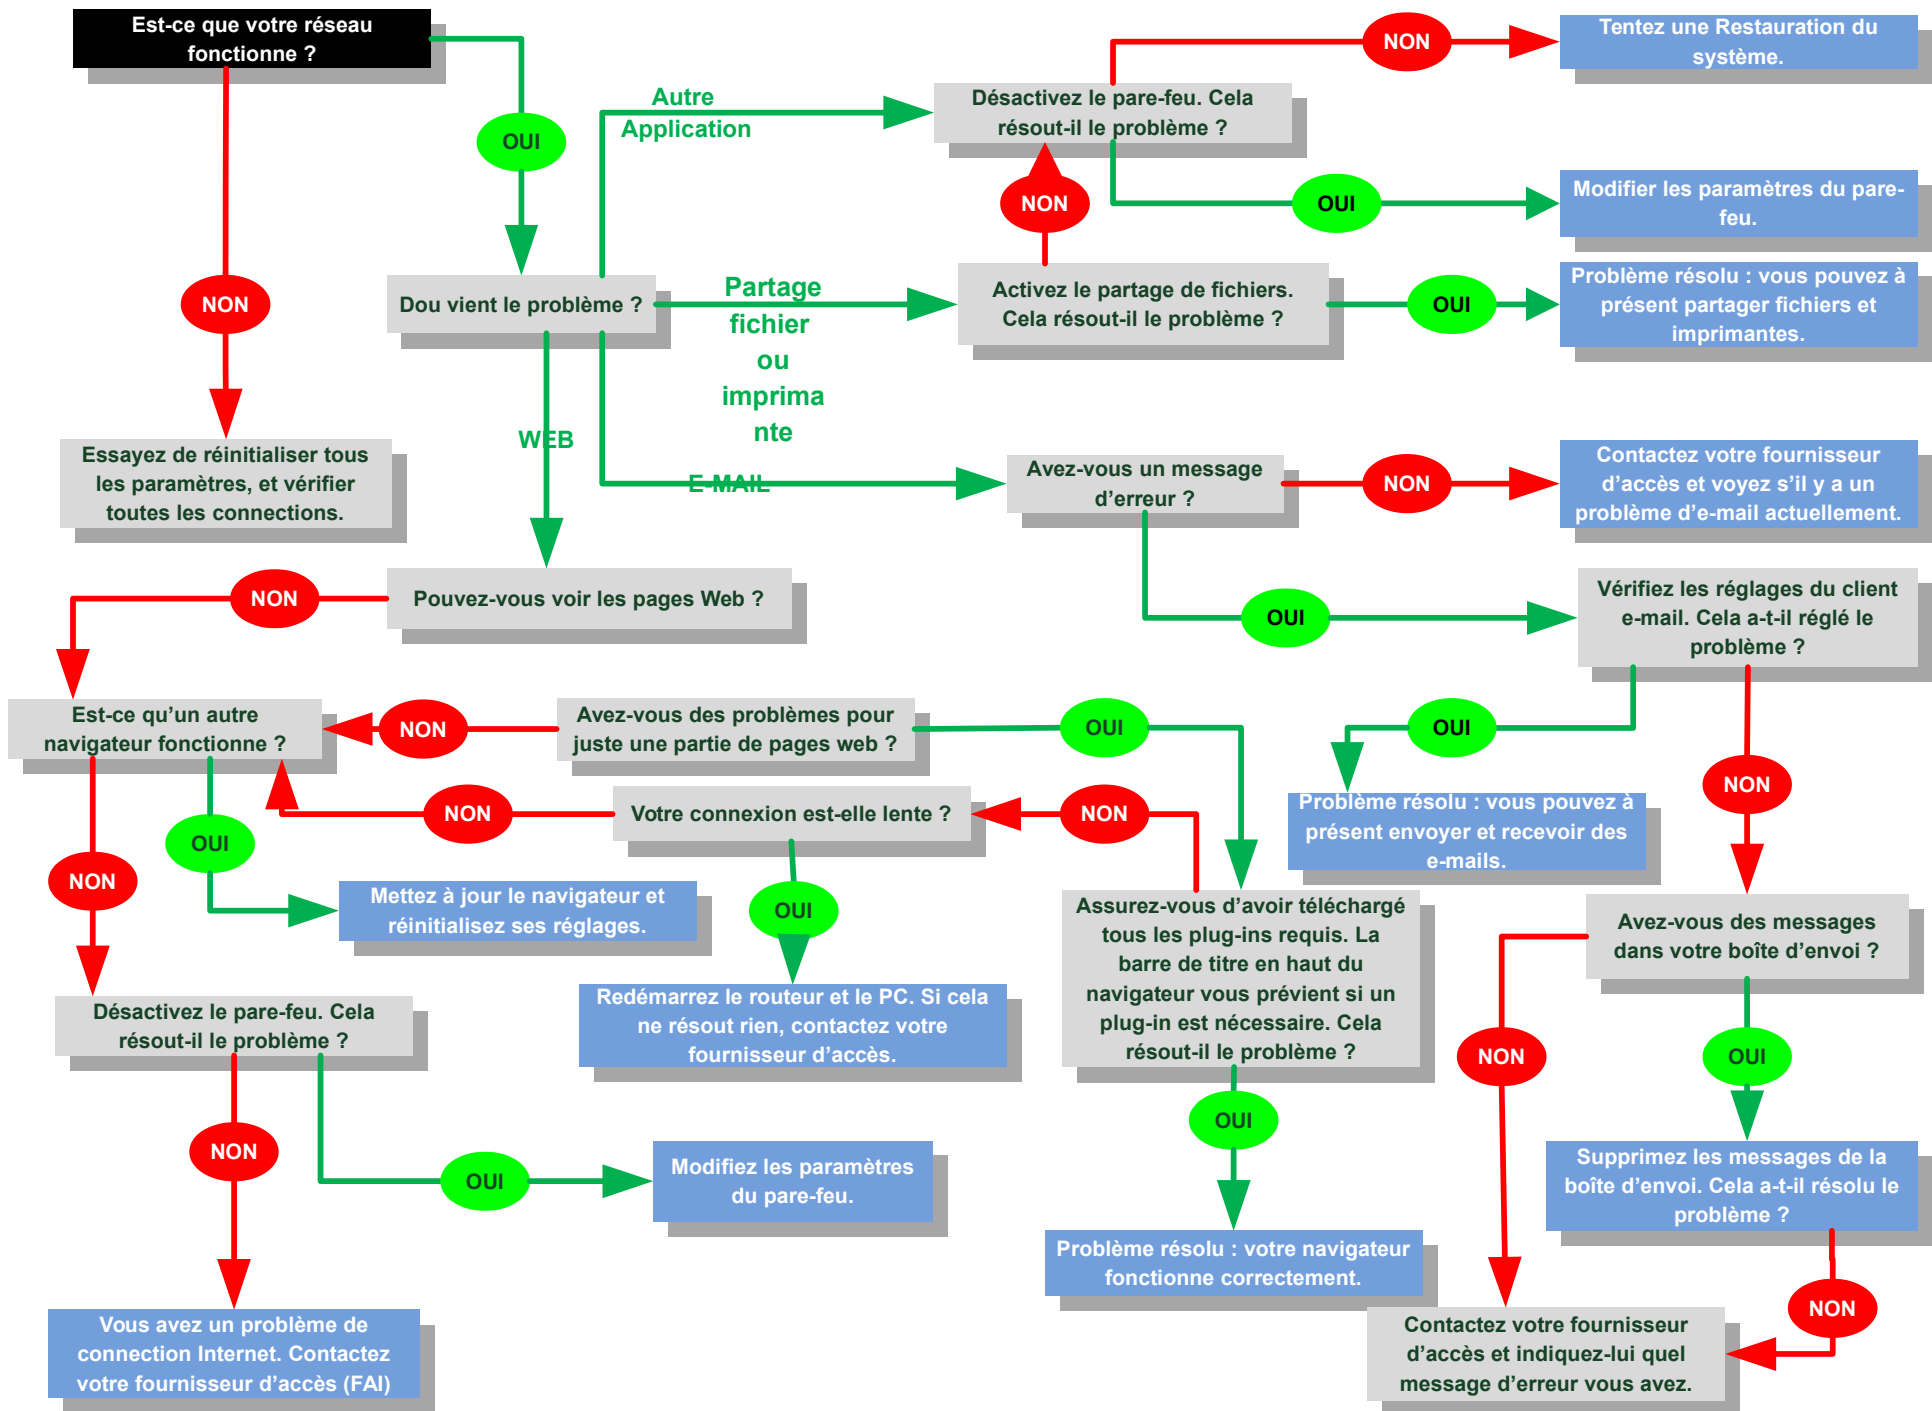 Est-ce que votre réseau
fonctionne ?
NON
Tentez une Restauration du
système.
Autre
Application
Désactivez le pare-feu. Cela
résout-il le problème ?
OUI
NON
OUI
Modifier les paramètres du pare-
feu.
NON
Dou vient le problème ?
Partage
fichier
ou
imprima
nte
Activez le partage de fichiers.
Cela résout-il le problème ?
OUI
Problème résolu : vous pouvez à
présent partager fichiers et
imprimantes.
WEB
E-MAIL
Essayez de réinitialiser tous
les paramètres, et vérifier
toutes les connections.
Avez-vous un message
d’erreur ?
NON
Contactez votre fournisseur
d’accès et voyez s’il y a un
problème d’e-mail actuellement.
NON
Pouvez-vous voir les pages Web ?
OUI
Vérifiez les réglages du client
e-mail. Cela a-t-il réglé le
problème ?
Est-ce qu’un autre
navigateur fonctionne ?
NON
Avez-vous des problèmes pour
juste une partie de pages web ?
OUI
OUI
NON
NON
Votre connexion est-elle lente ?
NON
Problème résolu : vous pouvez à
présent envoyer et recevoir des
e-mails.
OUI
NON
Mettez à jour le navigateur et
réinitialisez ses réglages.
OUI
Assurez-vous d’avoir téléchargé
tous les plug-ins requis. La
barre de titre en haut du
navigateur vous prévient si un
plug-in est nécessaire. Cela
résout-il le problème ?
Avez-vous des messages
dans votre boîte d’envoi ?
Désactivez le pare-feu. Cela
résout-il le problème ?
Redémarrez le routeur et le PC. Si cela
ne résout rien, contactez votre
fournisseur d’accès.
NON
OUI
OUI
NON
OUI
Modifiez les paramètres
du pare-feu.
Supprimez les messages de la
boîte d’envoi. Cela a-t-il résolu le
problème ?
Problème résolu : votre navigateur
fonctionne correctement.
NON
Vous avez un problème de
connection Internet. Contactez
votre fournisseur d’accès (FAI)
Contactez votre fournisseur
d’accès et indiquez-lui quel
message d’erreur vous avez.